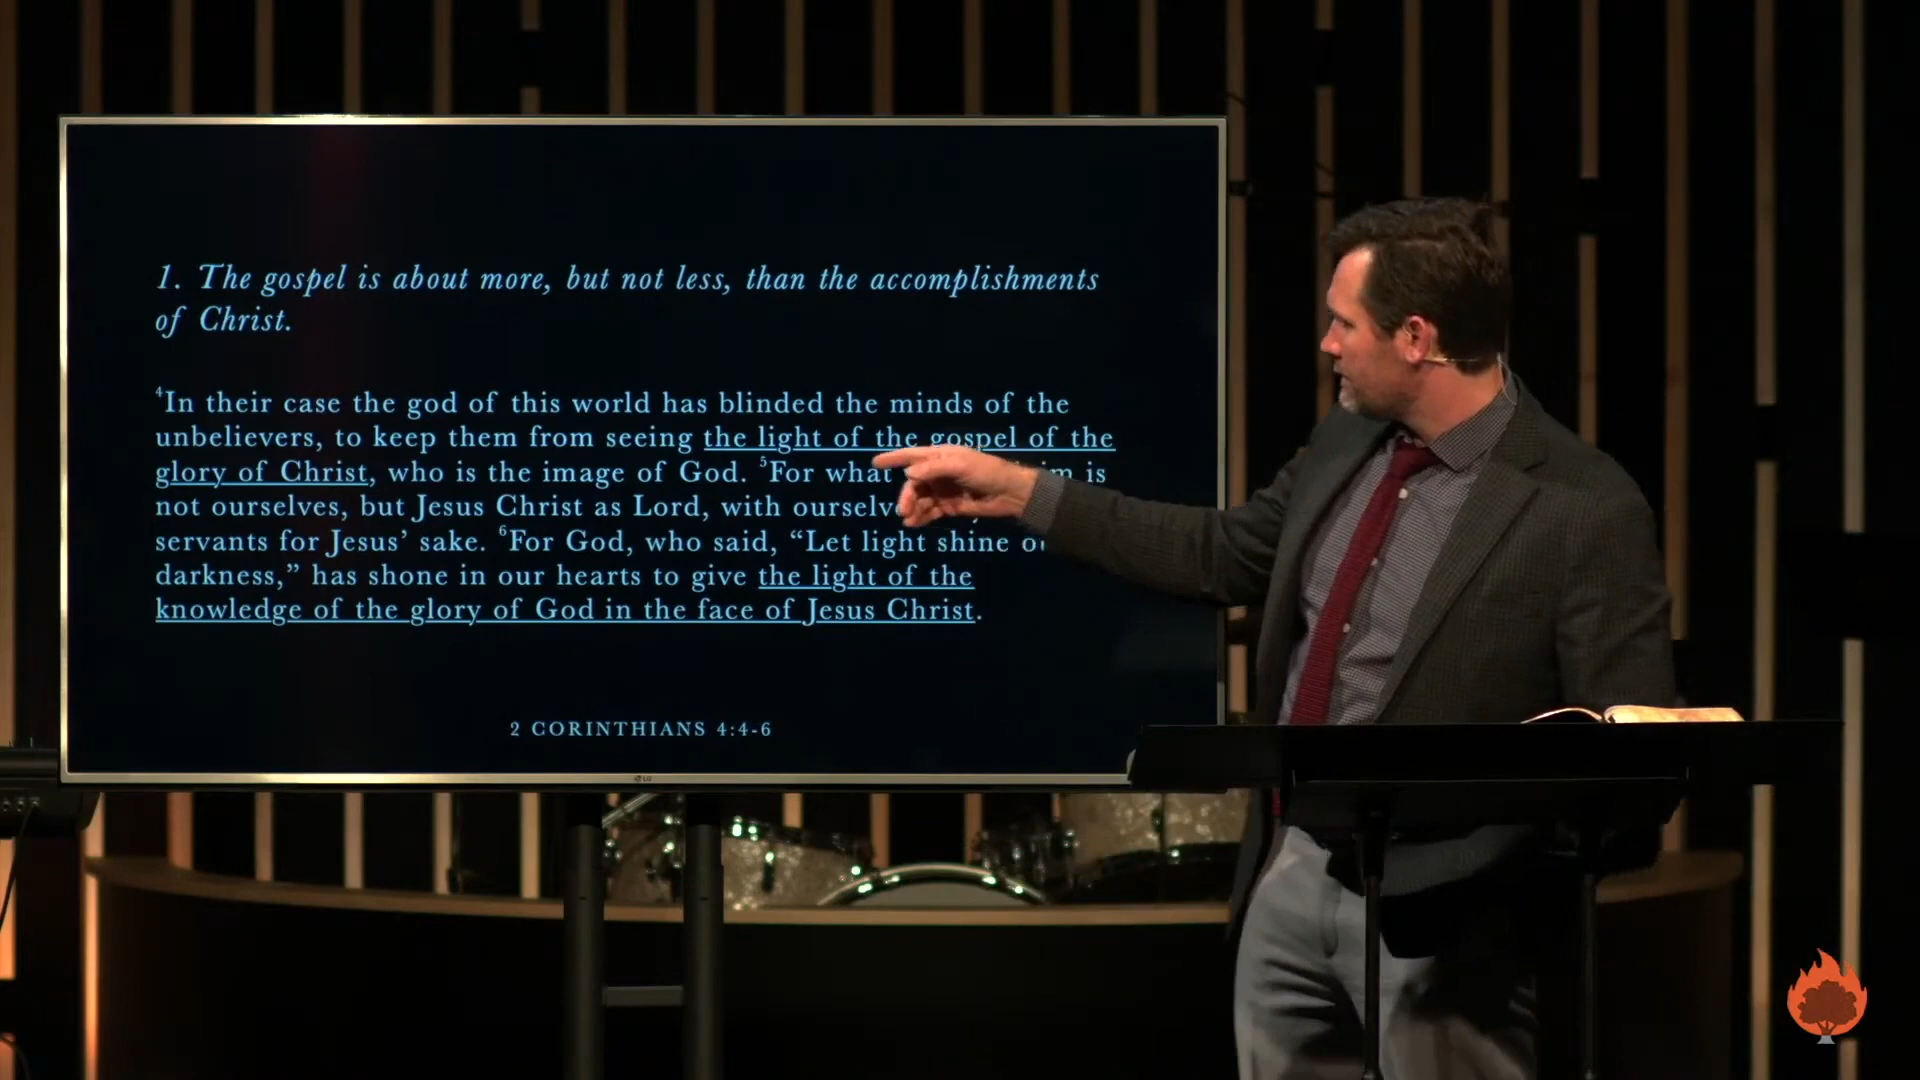 1. The gospel is about more, but not less, than the accomplishments
of Christ.
⁴In their case the god of this world has blinded the minds of the
unbelievers, to keep them from seeing the light of the gospel of the
glory of Christ, who is the image of God. ⁵For what is
not ourselves, but Jesus Christ as Lord, with
servants for Jesus’ sake. ⁶For God, who said, “Let light shine
darkness,” has shone in our hearts to give the light of the
knowledge of the glory of God in the face of Jesus Christ.
2 CORINTHIANS 4:4-6
LG